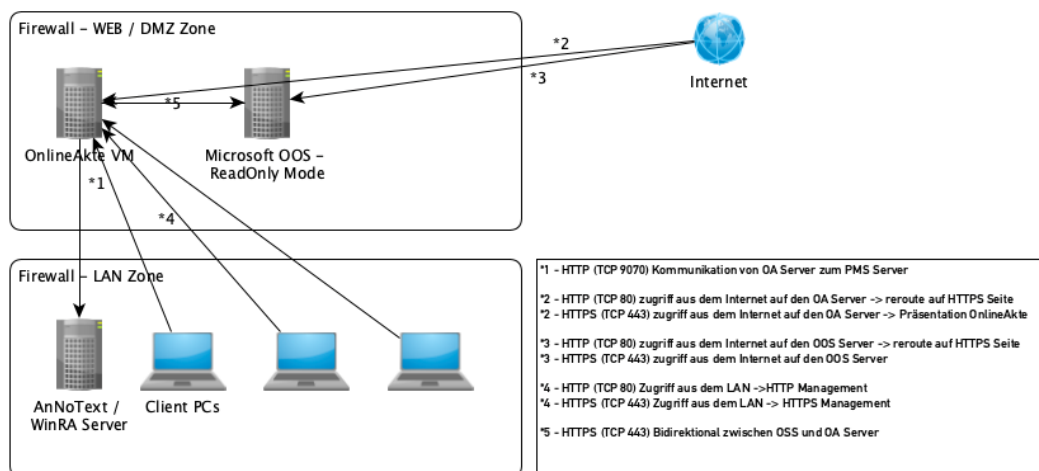 Firewall – WEB / DMZ Zone
*2
*3
Internet
*5
OnlineAkte VM
Microsoft OOS –
ReadOnly Mode
*1
*4
Firewall – LAN Zone
AnNoText /
WinRA Server
Client PCs
*1 - HTTP (TCP 9070) Kommunikation von OA Server zum PMS Server
*2 - HTTP (TCP 80) zugriff aus dem Internet auf den OA Server -> reroute auf HTTPS Seite
*2 - HTTPS (TCP 443) zugriff aus dem Internet auf den OA Server -> Präsentation OnlineAkte
*3 - HTTP (TCP 80) zugriff aus dem Internet auf den OOS Server -> reroute auf HTTPS Seite
*3 - HTTPS (TCP 443) zugriff aus dem Internet auf den OOS Server
*4 - HTTP (TCP 80) Zugriff aus dem LAN ->HTTP Management
*4 - HTTPS (TCP 443) Zugriff aus dem LAN -> HTTPS Management
*5 - HTTPS (TCP 443) Bidirektional zwischen OSS und OA Server